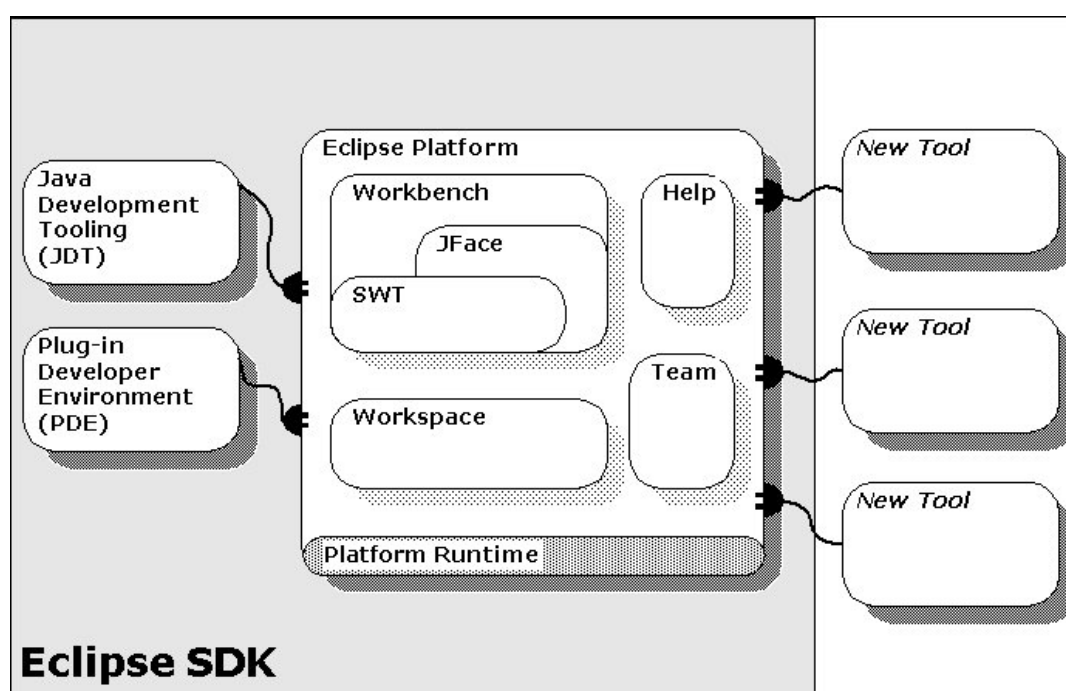 Java
Development
Tooling
(JDT)
Plug-in
Developer
Environment
(PDE)
Eclipse Platform
Workbench
JFace
SWT
Help
Workspace
Team
Platform Runtime
New Tool
New Tool
New Tool
Eclipse SDK